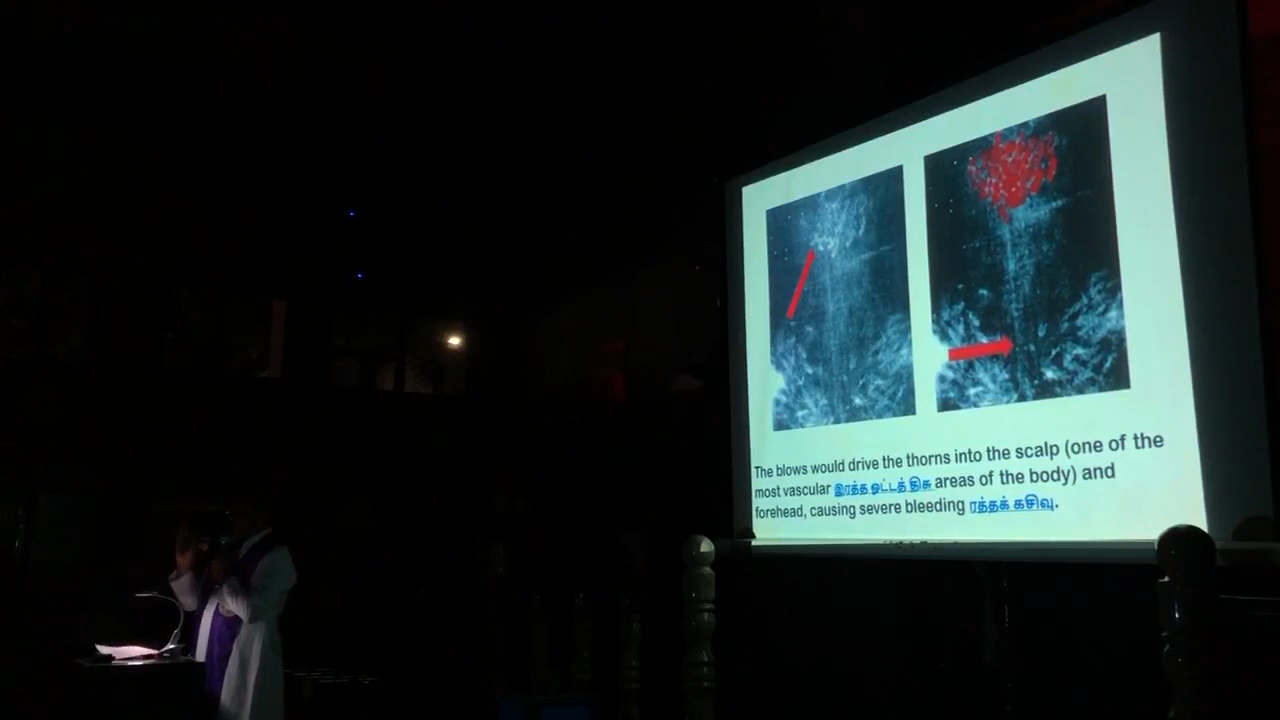 The blows would drive the thorns into the scalp (one of the
most vascular இரத்த ஓட்டத் திசு areas of the body) and
forehead, causing severe bleeding ரத்தக் கசிவு.